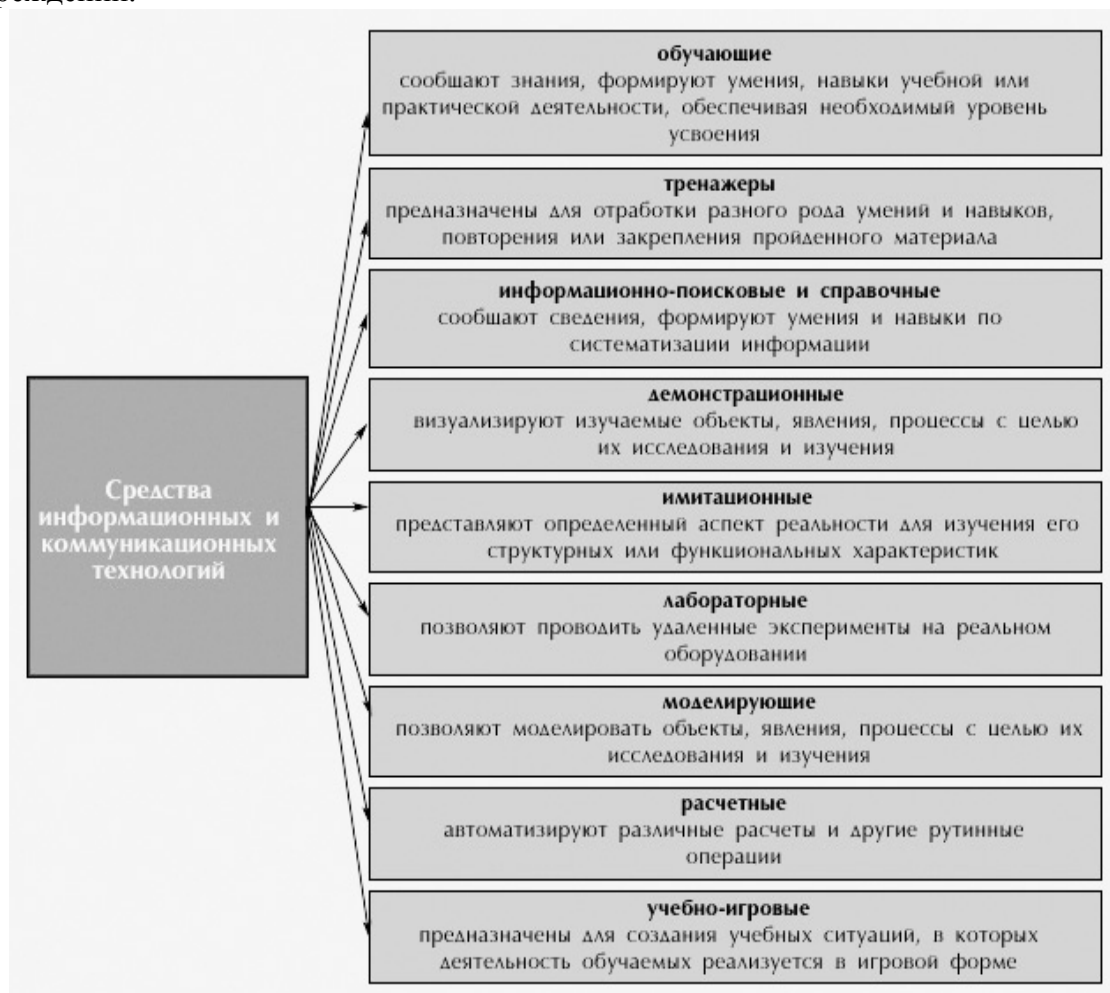 Средства
информационных и
коммуникационных
технологий
обучающие
сообщают знания, формируют умения, навыки учебной или
практической деятельности, обеспечивая необходимый уровень
усвоения
тренажеры
предназначены для отработки разного рода умений и навыков,
повторения или закрепления пройденного материала
информационно-поисковые и справочные
сообщают сведения, формируют умения и навыки по
систематизации информации
демонстрационные
визуализируют изучаемые объекты, явления, процессы с целью
их исследования и изучения
имитационные
представляют определенный аспект реальности для изучения его
структурных или функциональных характеристик
лабораторные
позволяют проводить удаленные эксперименты на реальном
оборудовании
моделирующие
позволяют моделировать объекты, явления, процессы с целью их
исследования и изучения
расчетные
автоматизируют различные расчеты и другие рутинные
операции
учебно-игровые
предназначены для создания учебных ситуаций, в которых
деятельность обучаемых реализуется в игровой форме